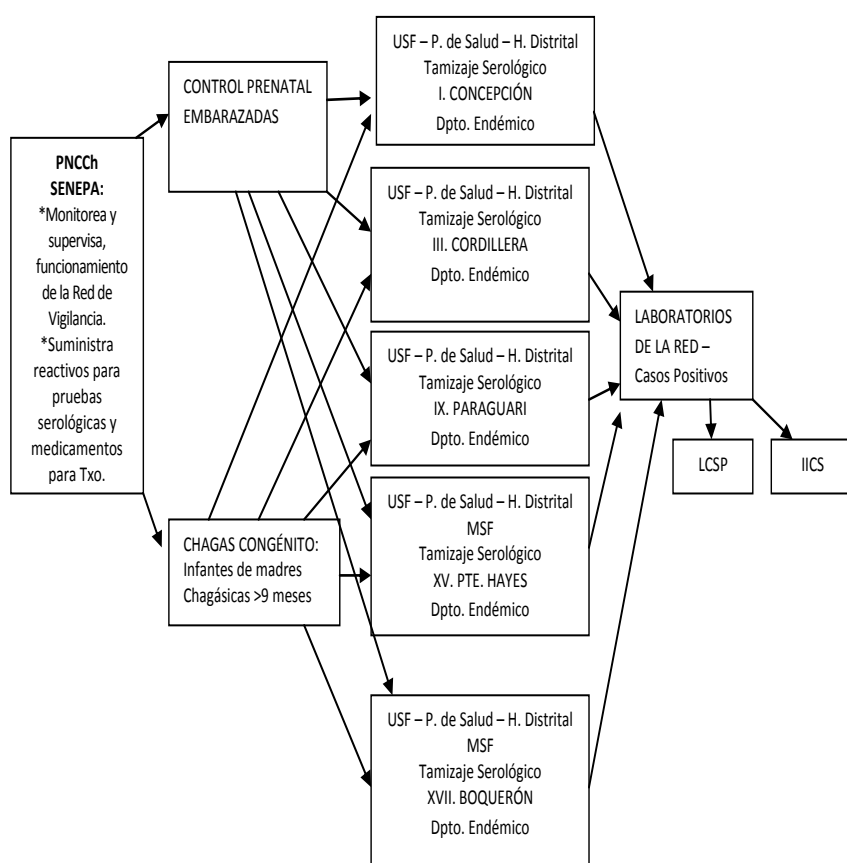 PNCCh
SENEPA:
*Monitorea y
supervisa,
funcionamiento
de la Red de
Vigilancia.
*Suministra
reactivos para
pruebas
serológicas y
medicamentos
para Txo.
CONTROL PRENATAL
EMBARAZADAS
CHAGAS CONGÉNITO:
Infantes de madres
Chagásicas >9 meses
USF – P. de Salud – H. Distrital
Tamizaje Serológico
I. CONCEPCIÓN
Dpto. Endémico
USF – P. de Salud – H. Distrital
Tamizaje Serológico
III. CORDILLERA
Dpto. Endémico
USF – P. de Salud – H. Distrital
Tamizaje Serológico
IX. PARAGUARI
Dpto. Endémico
USF – P. de Salud – H. Distrital
MSF
Tamizaje Serológico
XV. PTE. HAYES
Dpto. Endémico
USF – P. de Salud – H. Distrital
MSF
Tamizaje Serológico
XVII. BOQUERÓN
Dpto. Endémico
LABORATORIOS
DE LA RED –
Casos Positivos
LCSP
IICS